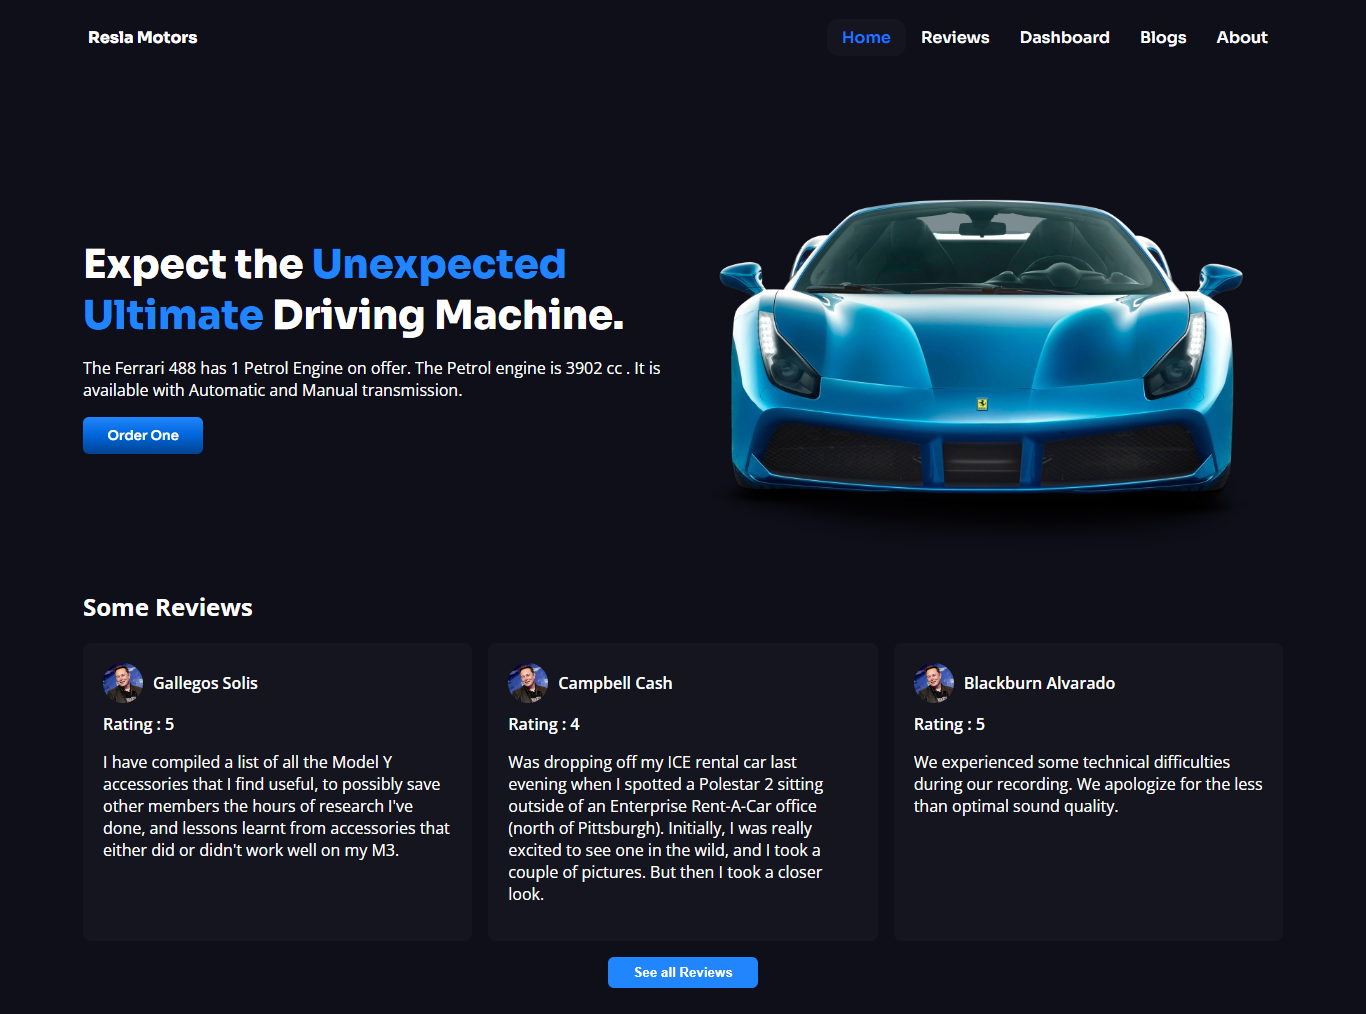 Resla Motors
Home Reviews Dashboard Blogs About
Expect the Unexpected
Ultimate Driving Machine.
The Ferrari 488 has 1 Petrol Engine on offer. The Petrol engine is 3902 cc . It is
available with Automatic and Manual transmission.
Order One
Some Reviews
Gallegos Solis
Rating : 5
I have compiled a list of all the Model Y
accessories that I find useful, to possibly save
other members the hours of research I've
done, and lessons learnt from accessories that
either did or didn't work well on my M3.
Campbell Cash
Rating : 4
Was dropping off my ICE rental car last
evening when I spotted a Polestar 2 sitting
outside of an Enterprise Rent-A-Car office
(north of Pittsburgh). Initially, I was really
excited to see one in the wild, and I took a
couple of pictures. But then I took a closer
look.
Blackburn Alvarado
Rating : 5
We experienced some technical difficulties
during our recording. We apologize for the less
than optimal sound quality.
See all Reviews